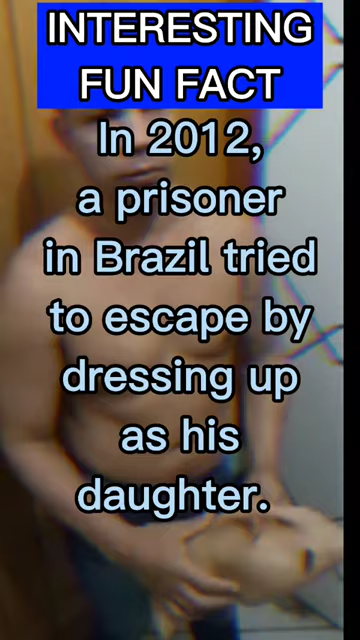 INTERESTING
FUN FACT
In 2012,
a prisoner
in Brazil tried
to escape by
dressing up
as his
daughter.